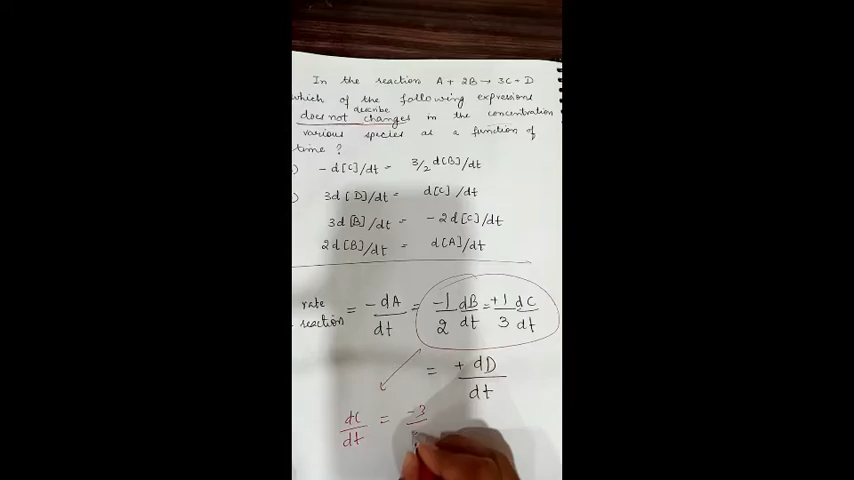 In the reaction A + 2B → 3C + D
which of the following expressions
describe
does not changes in the concentration
various species as a function of
time ?
) - d[C]/dt = 3/2 d[B]/dt
) 3d[D]/dt = d[C]/dt
3d[B]/dt = -2d[C]/dt
2d[B]/dt = d[A]/dt
rate reaction = -dA/dt = -1/2 dB/dt = +1/3 dC/dt
= + dD/dt
dC/dt = -3